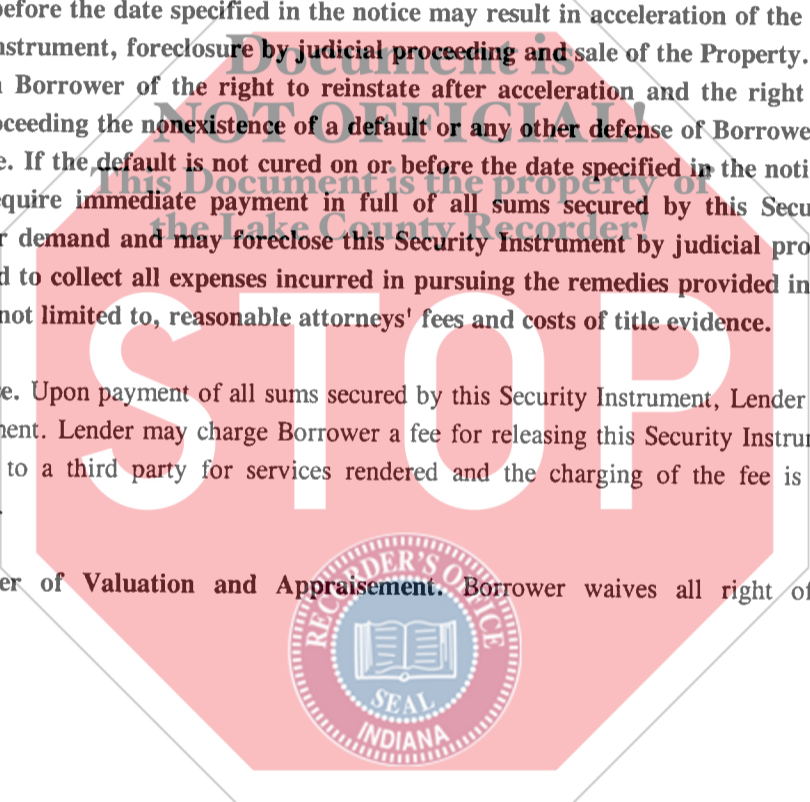 before the date specified in the notice may result in acceleration of the
nstrument, foreclosure by judicial proceeding and sale of the Property.
Borrower of the right to reinstate after acceleration and the right
oceeding the nonexistence of a default or any other defense of Borrowe
e. If the default is not cured on or before the date specified in the noti
equire immediate payment in full of all sums secured by this Secu
r demand and may foreclose this Security Instrument by judicial pro
d to collect all expenses incurred in pursuing the remedies provided in
not limited to, reasonable attorneys' fees and costs of title evidence.
e. Upon payment of all sums secured by this Security Instrument, Lender
nent. Lender may charge Borrower a fee for releasing this Security Instru
to a third party for services rendered and the charging of the fee is
er of Valuation and Appraisement. Borrower waives all right of
Document is
NOT OFFICIAL!
This Document is the property of
the Lake County Recorder!
STOP
RECORDER'S OFFICE
SEAL
INDIANA